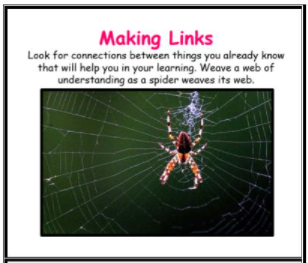 Making Links
Look for connections between things you already know
that will help you in your learning. Weave a web of
understanding as a spider weaves its web.